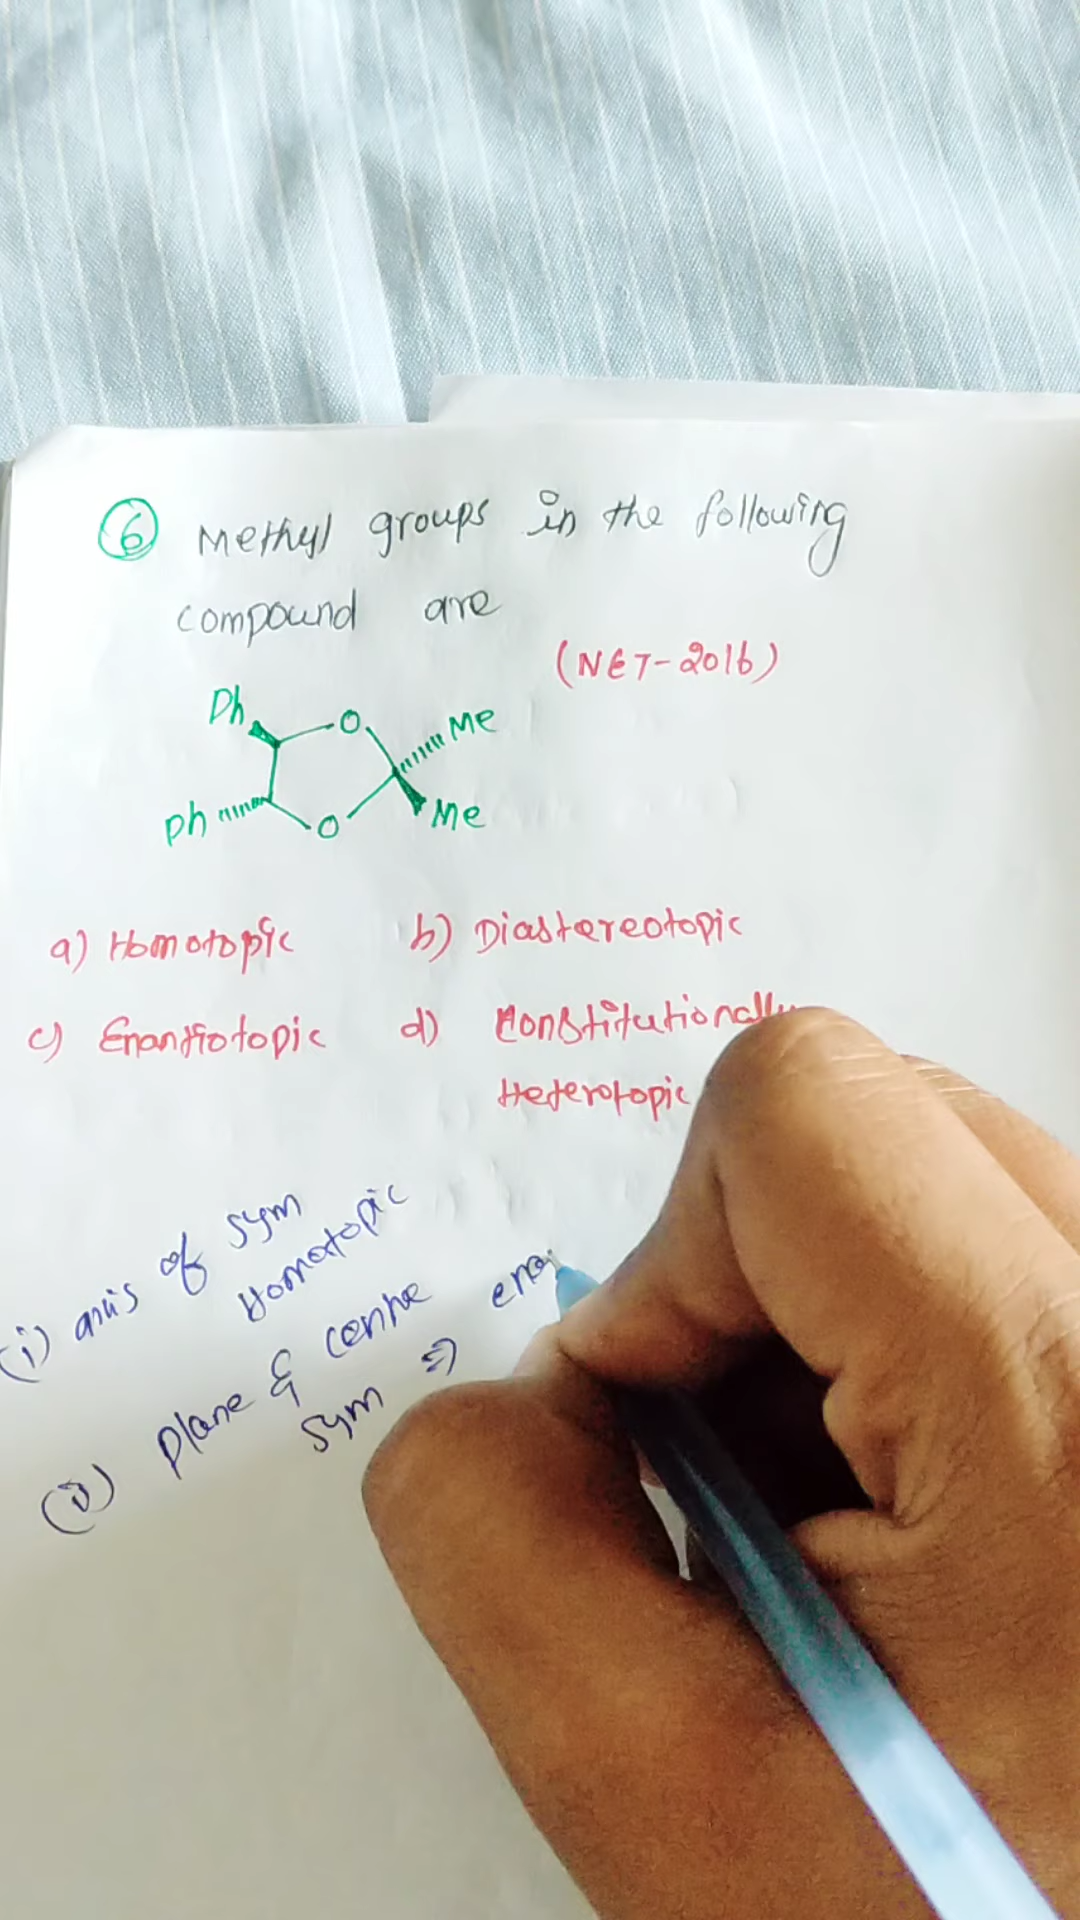 6 Methyl groups in the following
compound are
(NET-2016)
Ph O Me
Ph O Me
a) Homotopic b) Diastereotopic
c) Enantiotopic d) Constitutionally
Heterotopic
(i) axis of sym
Homotopic
(ii) Plane & centre
sym ⇒ ena